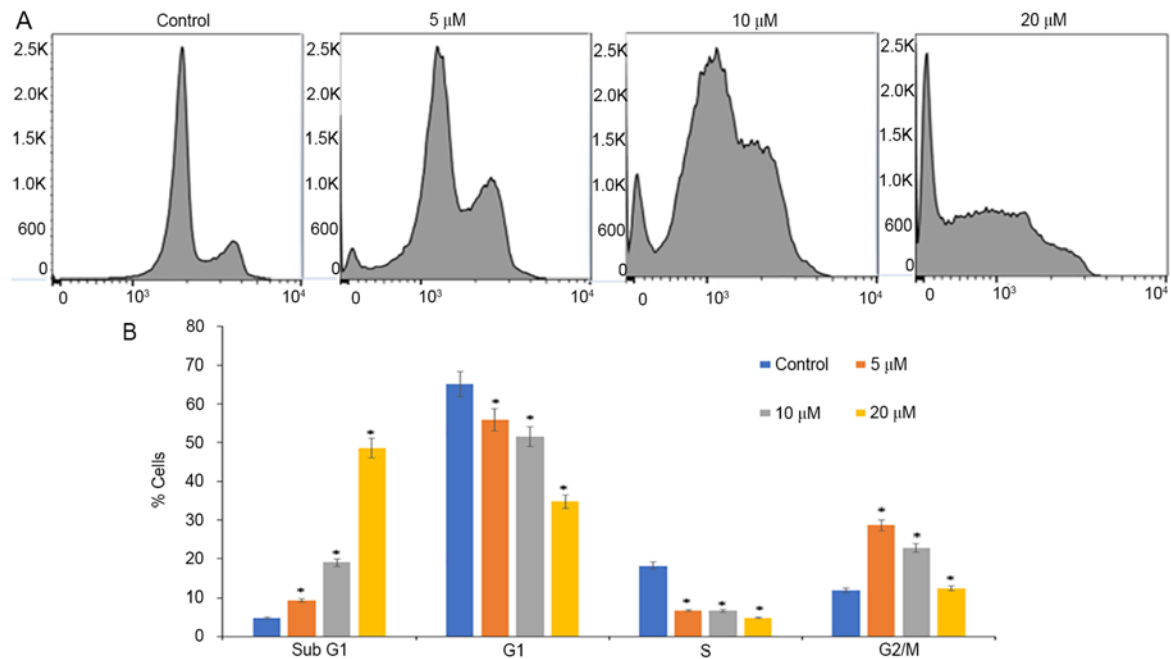 A
Control
5 μM
10 μM
20 μM
2.5K
2.0K
1.5K
1.0K
600
0
0 10³ 10⁴
2.5K
2.0K
1.5K
1.0K
600
0
0 10³ 10⁴
2.5K
2.0K
1.5K
1.0K
600
0
0 10³ 10⁴
2.5K
2.0K
1.5K
1.0K
600
0
0 10³ 10⁴
B
% Cells
80
70
60
50
40
30
20
10
0
* * *
* * *
* * *
* * *
Control 5 μM
10 μM 20 μM
Sub G1 G1 S G2/M